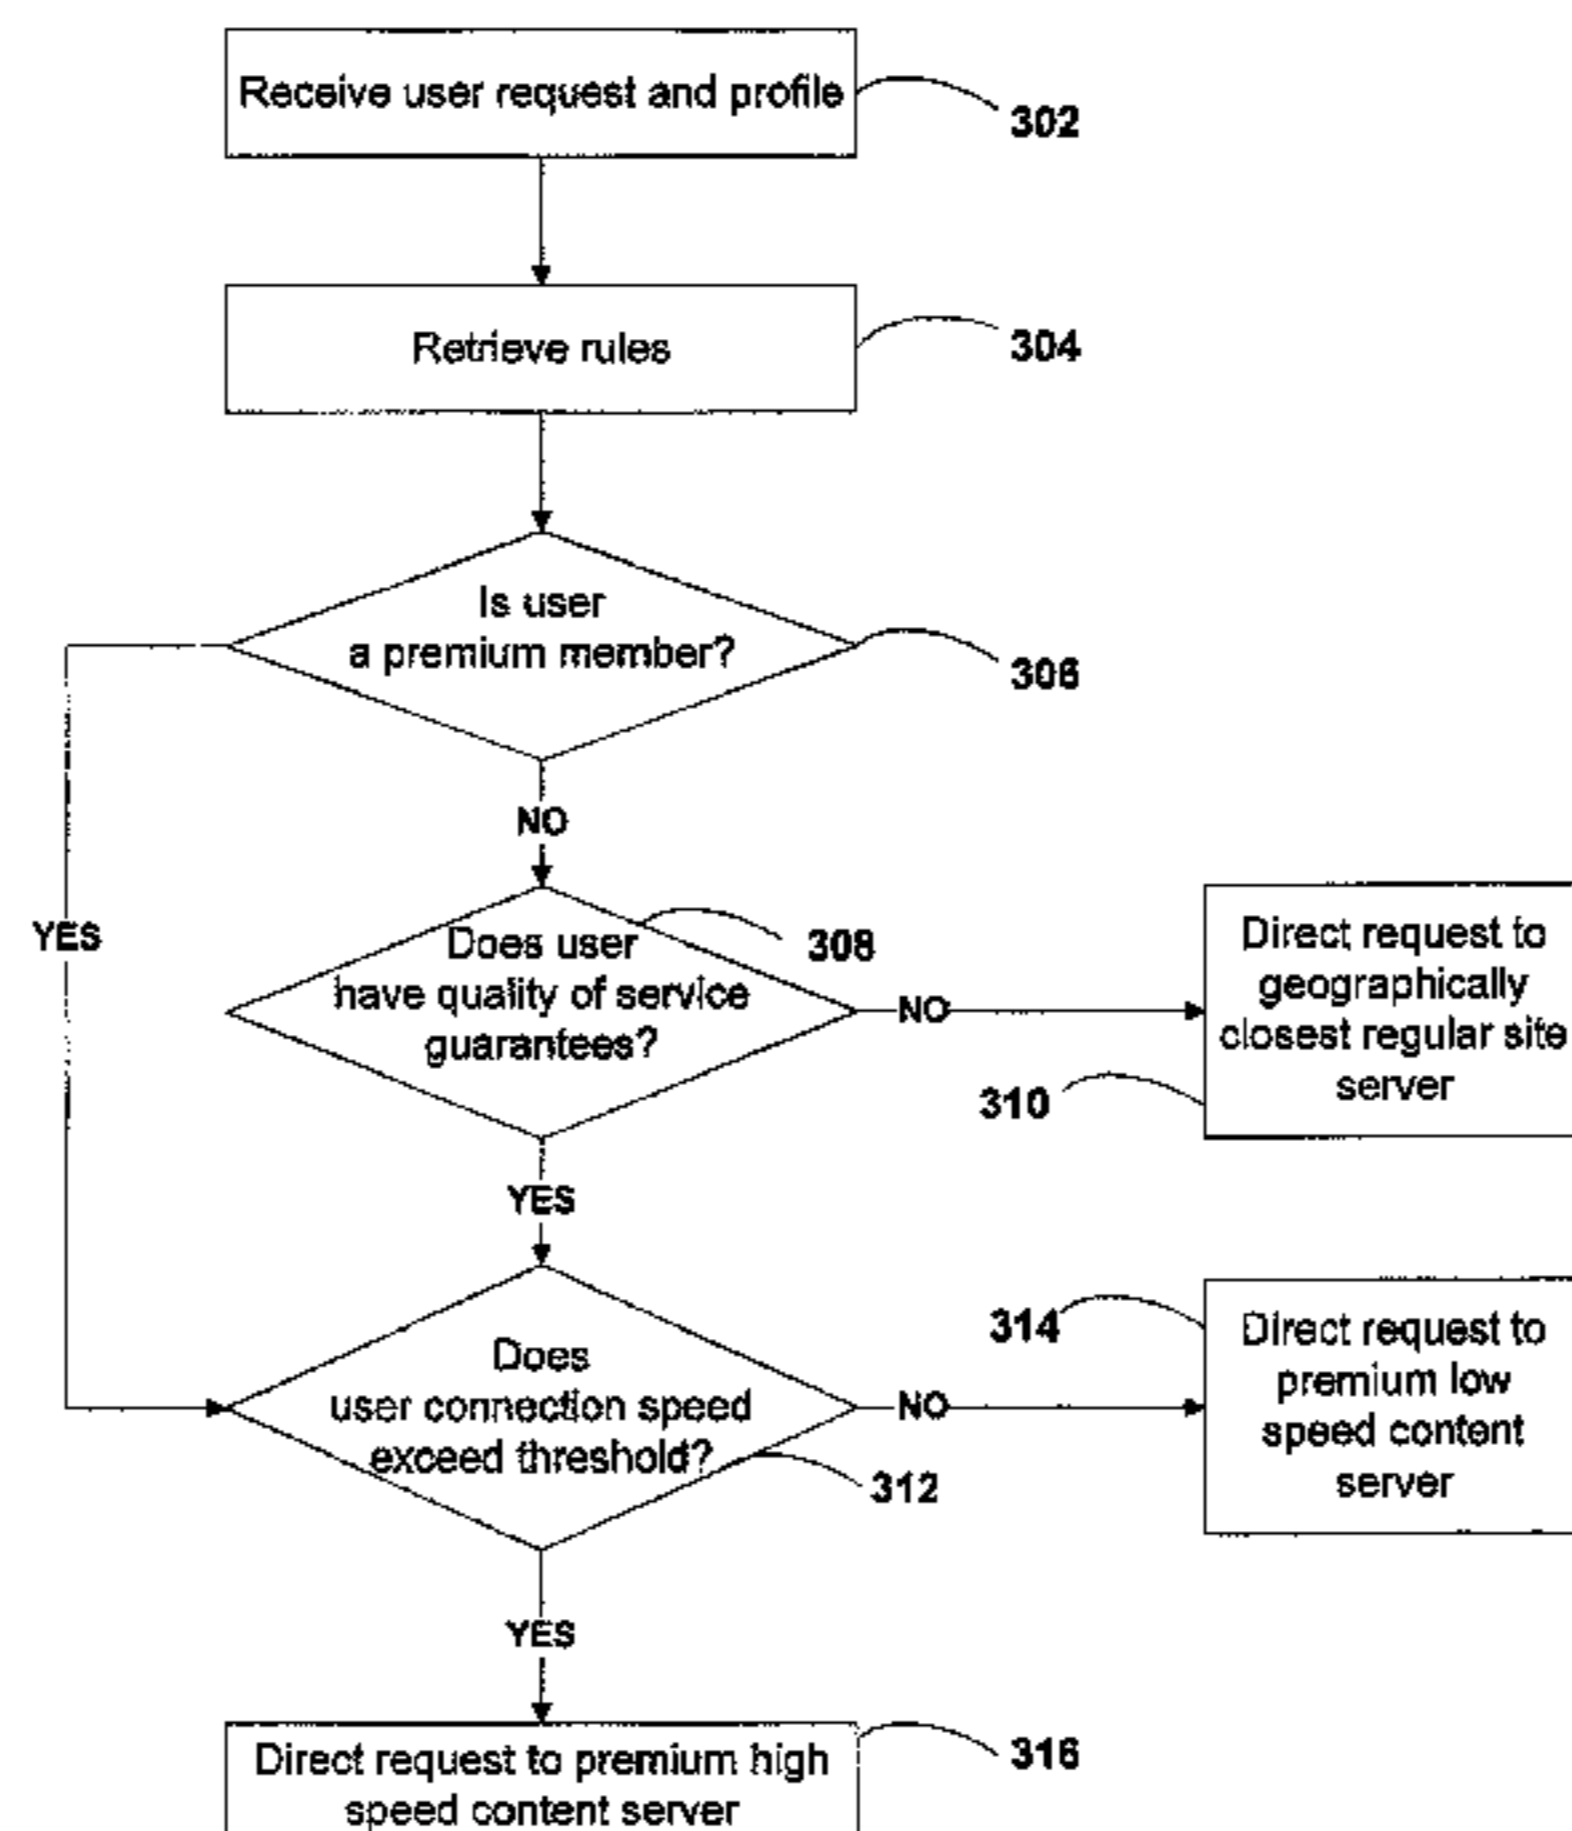 Receive user request and profile
302
Retrieve rules
304
Is user
a premium member?
306
NO
YES
Does user
have quality of service
guarantees?
308
NO
Direct request to
geographically
closest regular site
server
310
YES
Does
user connection speed
exceed threshold?
312
NO
314
Direct request to
premium low
speed content
server
YES
Direct request to premium high
speed content server
316